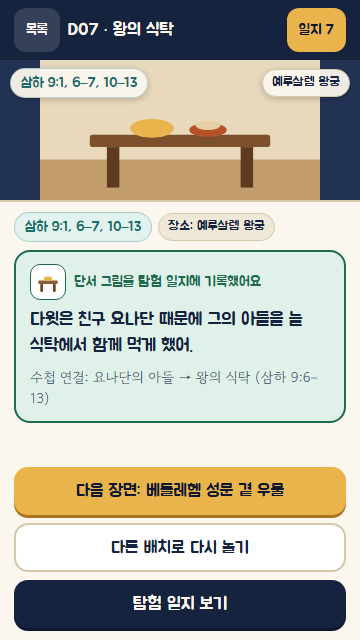 목록
D07 · 왕의 식탁
일지 7
삼하 9:1, 6–7, 10–13
예루살렘 왕궁
삼하 9:1, 6–7, 10–13
장소: 예루살렘 왕궁
단서 그림을 탐험 일지에 기록했어요
다윗은 친구 요나단 때문에 그의 아들을 늘
식탁에서 함께 먹게 했어.
수첩 연결: 요나단의 아들 → 왕의 식탁 (삼하 9:6–
13)
다음 장면: 베들레헴 성문 곁 우물
다른 배치로 다시 놀기
탐험 일지 보기